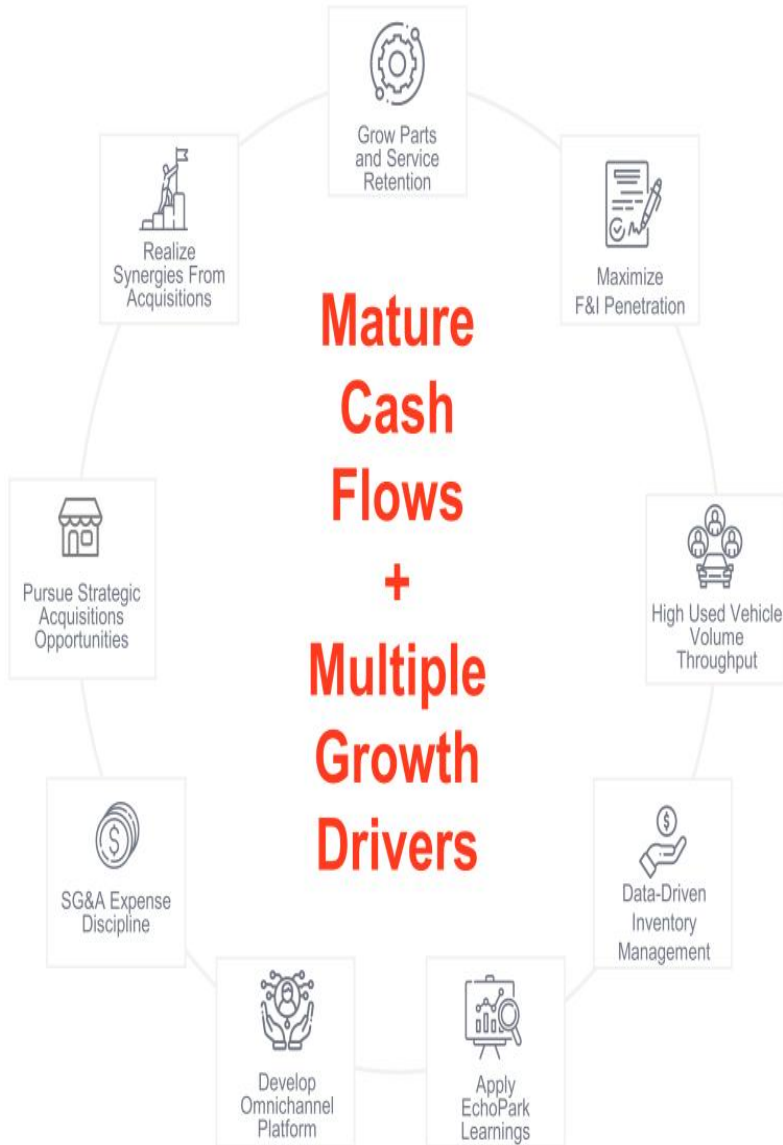 Grow Parts
and Service
Retention
Maximize
F&I Penetration
High Used Vehicle
Volume
Throughput
Data-Driven
Inventory
Management
Apply
EchoPark
Learnings
Develop
Omnichannel
Platform
SG&A Expense
Discipline
Pursue Strategic
Acquisitions
Opportunities
Realize
Synergies From
Acquisitions
Mature
Cash
Flows
+
Multiple
Growth
Drivers